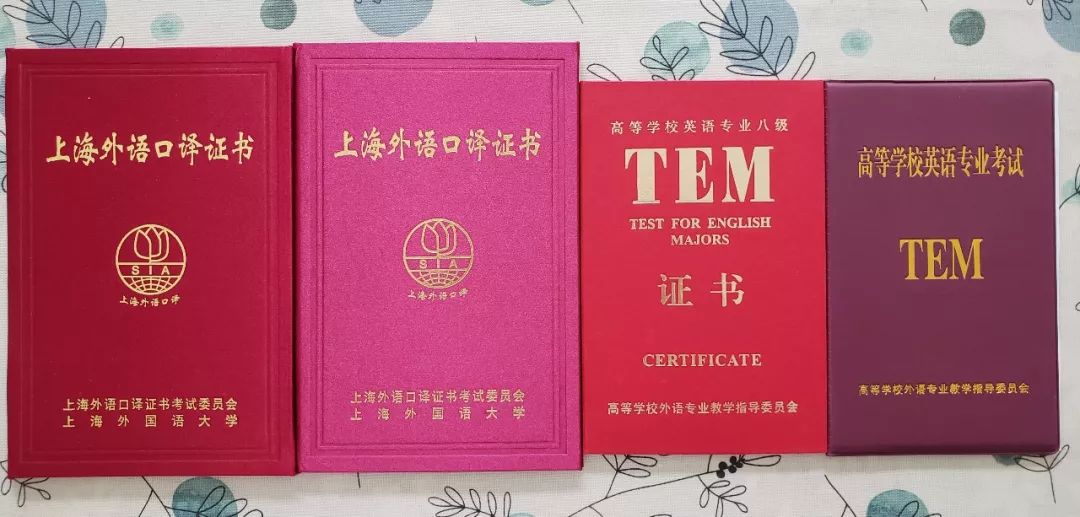 上海外语口译证书
SIA
上海外语口译
上海外语口译证书考试委员会
上海外国语大学
上海外语口译证书
SIA
上海外语口译
上海外语口译证书考试委员会
上海外国语大学
高等学校英语专业八级
TEM
TEST FOR ENGLISH
MAJORS
证书
CERTIFICATE
高等学校外语专业教学指导委员会
高等学校英语专业考试
TEM
高等学校外语专业教学指导委员会